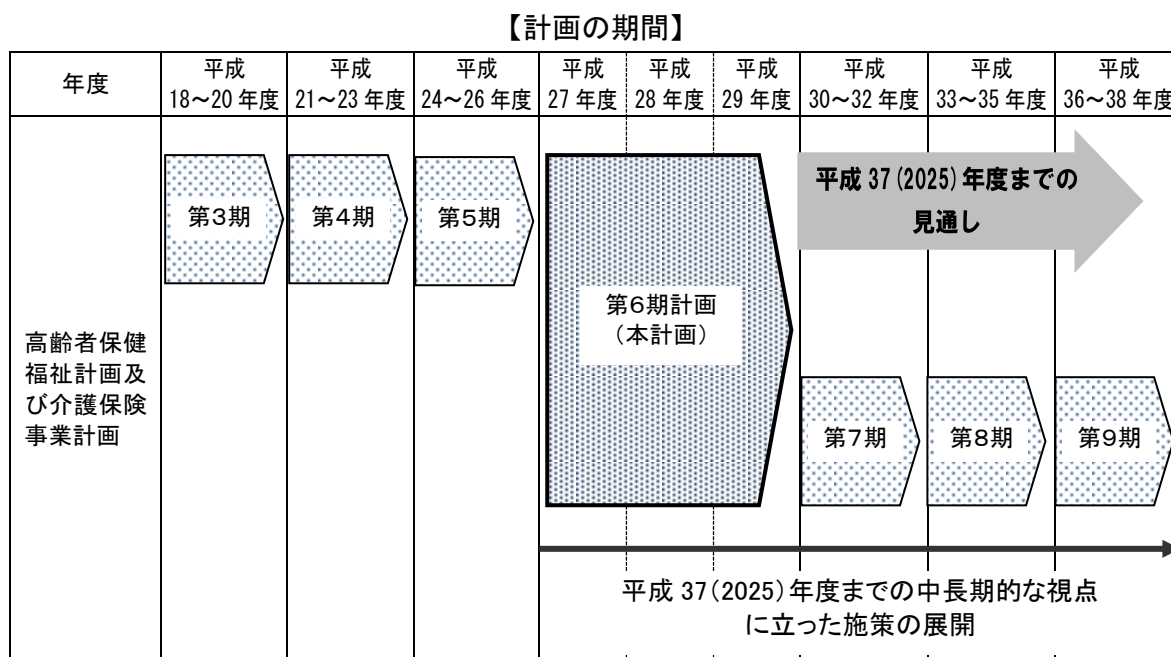 【計画の期間】
年度
平成
18～20 年度
平成
21～23 年度
平成
24～26 年度
平成
27 年度
平成
28 年度
平成
29 年度
平成
30～32 年度
平成
33～35 年度
平成
36～38 年度
高齢者保健
福祉計画及
び介護保険
事業計画
第3期
第4期
第5期
第6期計画
（本計画）
平成 37(2025)年度までの
見通し
第7期
第8期
第9期
平成 37（2025）年度までの中長期的な視点
に立った施策の展開